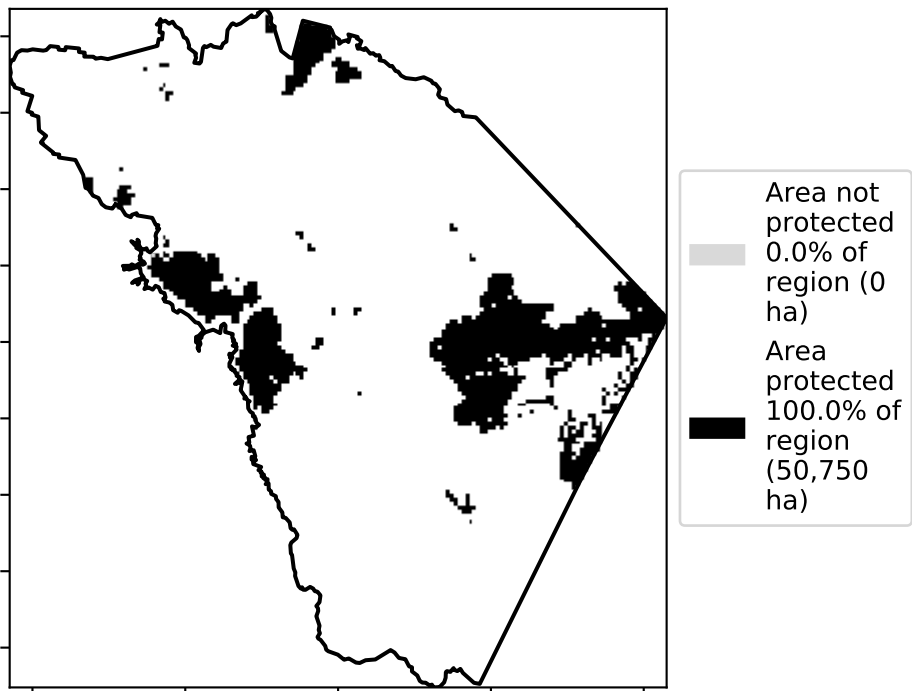 Area not
protected
0.0% of
region (0
ha)
Area
protected
100.0% of
region
(50,750
ha)